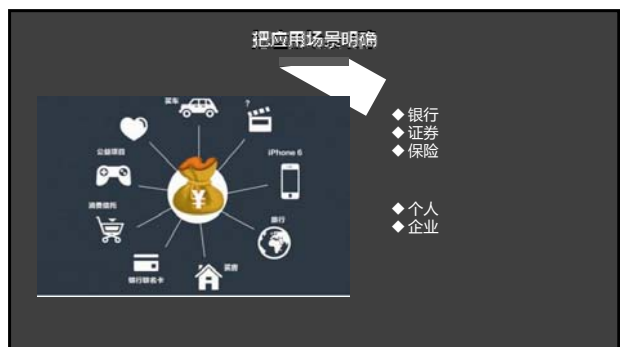 把应用场景明确
买车
?
公益项目
iPhone 6
消费信托
旅行
银行联名卡
买房
¥
◆银行
◆证券
◆保险
◆个人
◆企业